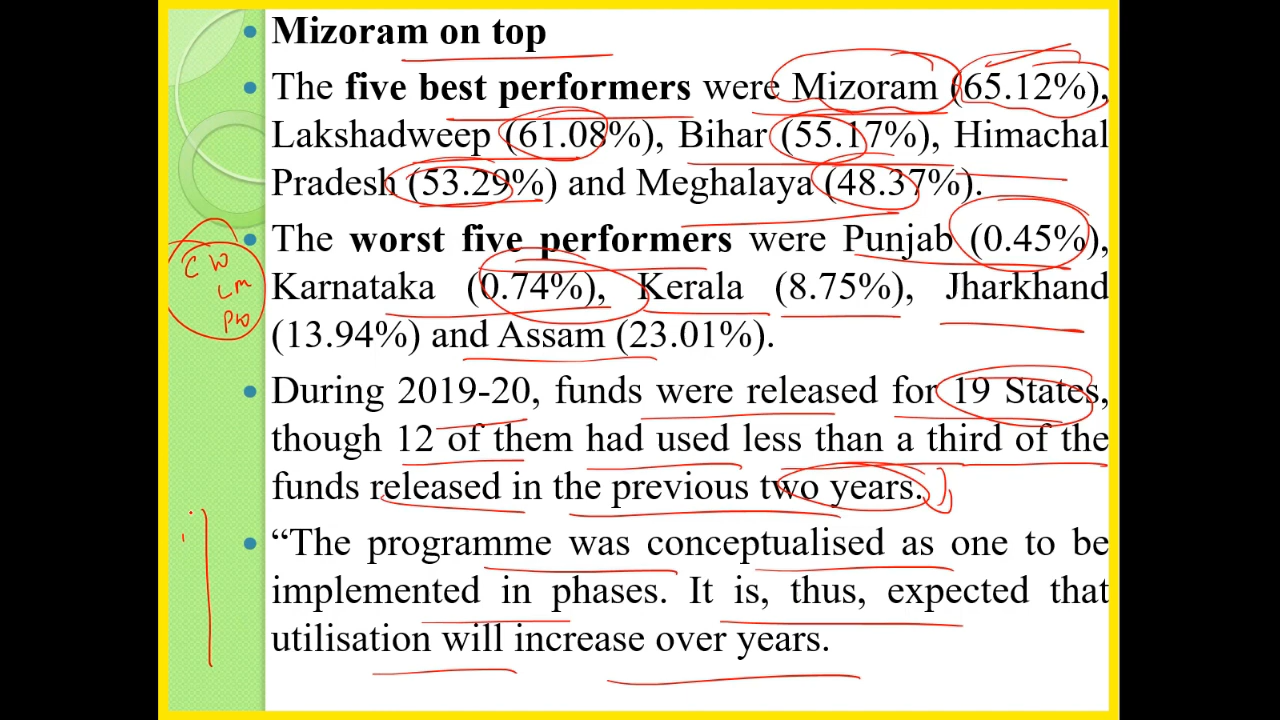 • Mizoram on top
• The five best performers were Mizoram (65.12%),
Lakshadweep (61.08%), Bihar (55.17%), Himachal
Pradesh (53.29%) and Meghalaya (48.37%).
• The worst five performers were Punjab (0.45%),
Karnataka (0.74%), Kerala (8.75%), Jharkhand
(13.94%) and Assam (23.01%).
C W
LM
PW
• During 2019-20, funds were released for 19 States,
though 12 of them had used less than a third of the
funds released in the previous two years.
• “The programme was conceptualised as one to be
implemented in phases. It is, thus, expected that
utilisation will increase over years.